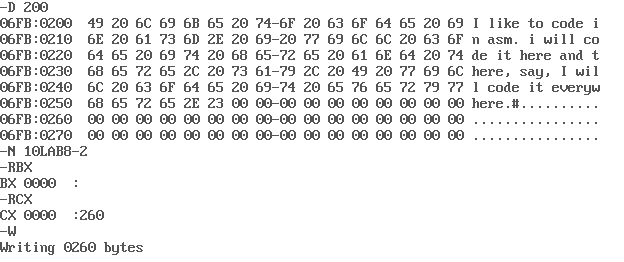 -D 200
06FB:0200  49 20 6C 69 6B 65 20 74-6F 20 63 6F 64 65 20 69 I like to code i
06FB:0210  6E 20 61 73 6D 2E 20 69-20 77 69 6C 6C 20 63 6F n asm. i will co
06FB:0220  64 65 20 69 74 20 68 65-72 65 20 61 6E 64 20 74 de it here and t
06FB:0230  68 65 72 65 2C 20 73 61-79 2C 20 49 20 77 69 6C here, say, I wil
06FB:0240  6C 20 63 6F 64 65 20 69-74 20 65 76 65 72 79 77 l code it everyw
06FB:0250  68 65 72 65 2E 23 00 00-00 00 00 00 00 00 00 00 here.#..........
06FB:0260  00 00 00 00 00 00 00 00-00 00 00 00 00 00 00 00 ................
06FB:0270  00 00 00 00 00 00 00 00-00 00 00 00 00 00 00 00 ................
-N 10LAB8-2
-RBX
BX 0000  :
-RCX
CX 0000  :260
-W
Writing 0260 bytes